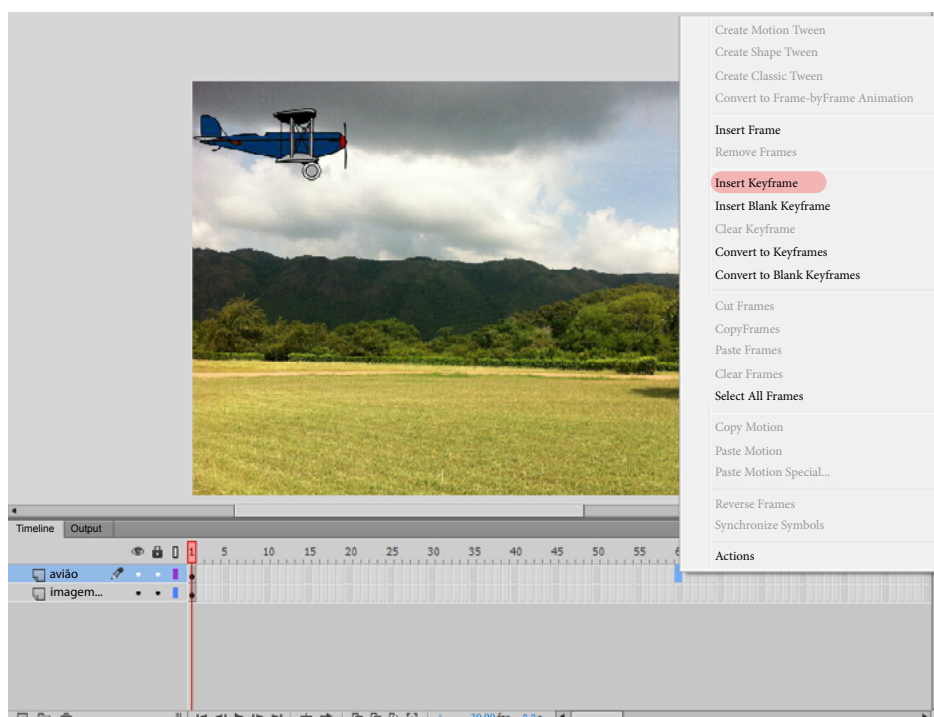 Create Motion Tween
Create Shape Tween
Create Classic Tween
Convert to Frame-byFrame Animation
Insert Frame
Remove Frames
Insert Keyframe
Insert Blank Keyframe
Clear Keyframe
Convert to Keyframes
Convert to Blank Keyframes
Cut Frames
CopyFrames
Paste Frames
Clear Frames
Select All Frames
Copy Motion
Paste Motion
Paste Motion Special...
Reverse Frames
Synchronize Symbols
Actions
Timeline Output
1 5 10 15 20 25 30 35 40 45 50 55
avião
imagem...